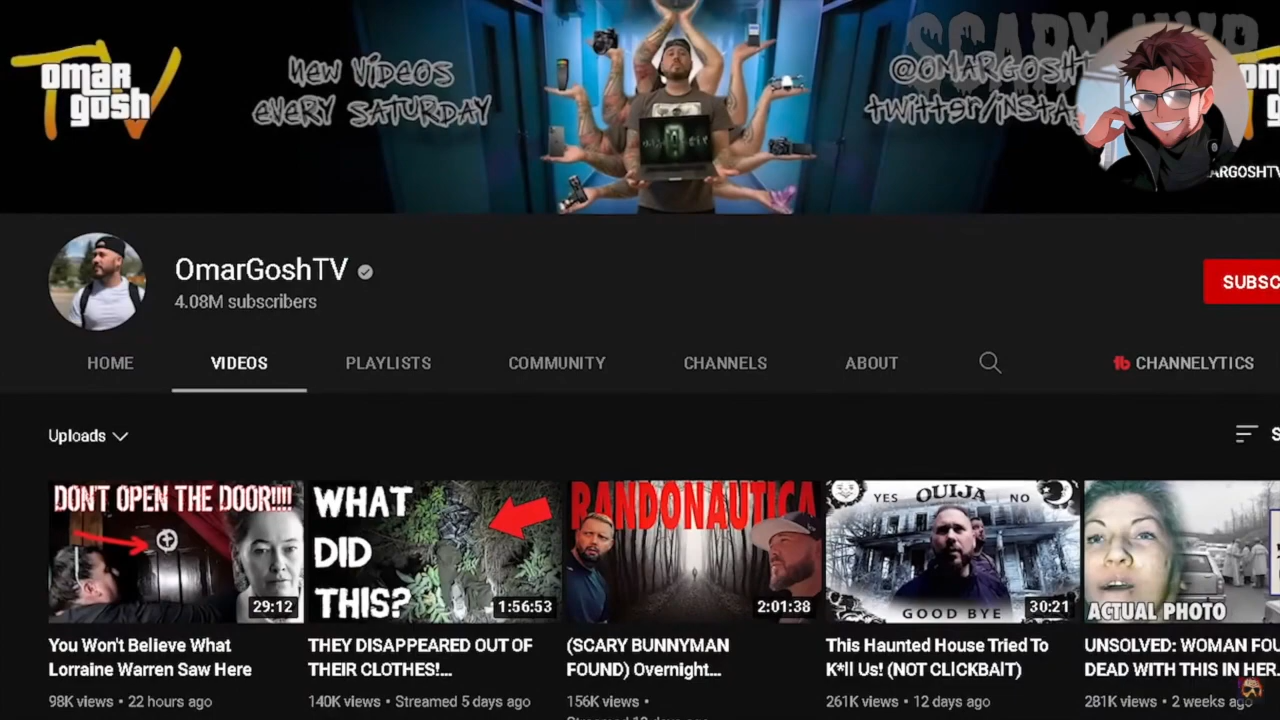 omar
gosh
TV
new videos
every saturday
SCARY
@OMARGOSHT
twitter/insta
ARGOSHTV
OmarGoshTV
4.08M subscribers
SUBSC
HOME VIDEOS PLAYLISTS COMMUNITY CHANNELS ABOUT CHANNELYTICS
Uploads
DON'T OPEN THE DOOR!!!!
29:12
WHAT
DID
THIS?
1:56:53
RANDONAUTICA
2:01:38
YES OUIJA NO
GOOD BYE
30:21
ACTUAL PHOTO
You Won't Believe What
Lorraine Warren Saw Here
98K views • 22 hours ago
THEY DISAPPEARED OUT OF
THEIR CLOTHES!...
140K views • Streamed 5 days ago
(SCARY BUNNYMAN
FOUND) Overnight...
156K views •
This Haunted House Tried To
K*ll Us! (NOT CLICKBAIT)
261K views • 12 days ago
UNSOLVED: WOMAN FOU
DEAD WITH THIS IN HER
281K views • 2 weeks ago